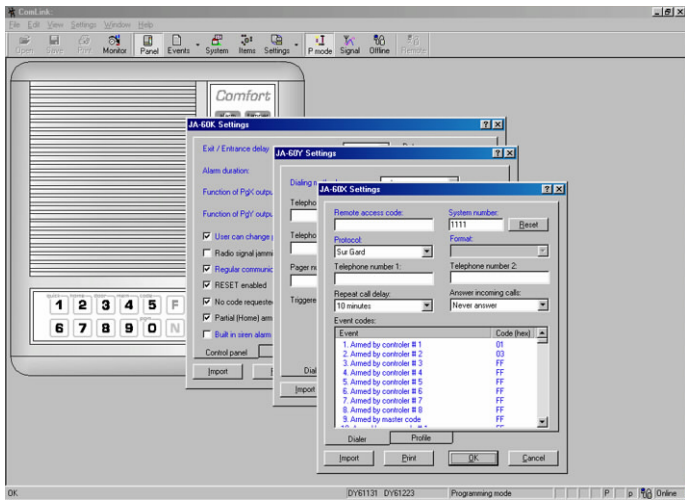 ComLink
File Edit View Settings Window Help
Open Save Print Monitor Panel Events System Items Settings P mode Signal Offline Remote
Comfort
JA-60K Settings
Exit / Entrance delay
Alarm duration:
Function of PgX outpu
Function of PgY outpu
User can change
Radio signal jammi
Regular communic
RESET enabled
No code requested
Partial (Home) arm
Built in siren alarm
Control panel
Import
JA-60Y Settings
Dialing
Telepho
Telepho
Pager nu
Triggere
Dial
Import
JA-60X Settings
Remote access code:
System number:
1111
Reset
Protocol:
Format:
Sur Gard
Telephone number 1:
Telephone number 2:
Repeat call delay:
Answer incoming calls:
10 minutes
Never answer
Event codes:
Event Code (hex)
1. Armed by controler # 1 01
2. Armed by controler # 2 03
3. Armed by controler # 3 FF
4. Armed by controler # 4 FF
5. Armed by controler # 5 FF
6. Armed by controler # 6 FF
7. Armed by controler # 7 FF
8. Armed by controler # 8 FF
9. Armed by master code FF
Dialer Profile
Import Print OK Cancel
1 2 3 4 5 F
6 7 8 9 0 N
OK DY61131 DY61223 Programming mode P p Online